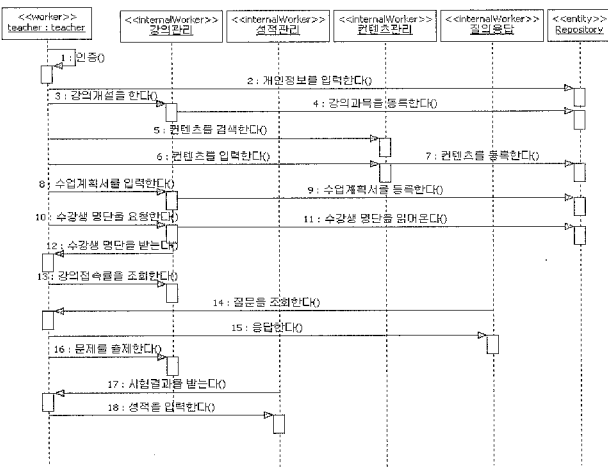 <<worker>>
teacher : teacher
<<internalWorker>>
강의관리
<<internalWorker>>
성적관리
<<internalWorker>>
컨텐츠관리
<<internalWorker>>
질의응답
<<entity>>
Repository
1 : 인증()
2 : 개인정보를 입력한다()
3 : 강의개설을 한다()
4 : 강의과목을 등록한다()
5 : 컨텐츠를 검색한다()
6 : 컨텐츠를 입력한다()
7 : 컨텐츠를 등록한다()
8 : 수업계획서를 입력한다()
9 : 수업계획서를 등록한다()
10 : 수강생 명단을 요청한다()
11 : 수강생 명단을 읽어온다()
12 : 수강생 명단을 받는다()
13 : 강의접속률을 조회한다()
14 : 질문을 조회한다()
15 : 응답한다()
16 : 문제를 출제한다()
17 : 시험결과를 받는다()
18 : 성적을 입력한다()